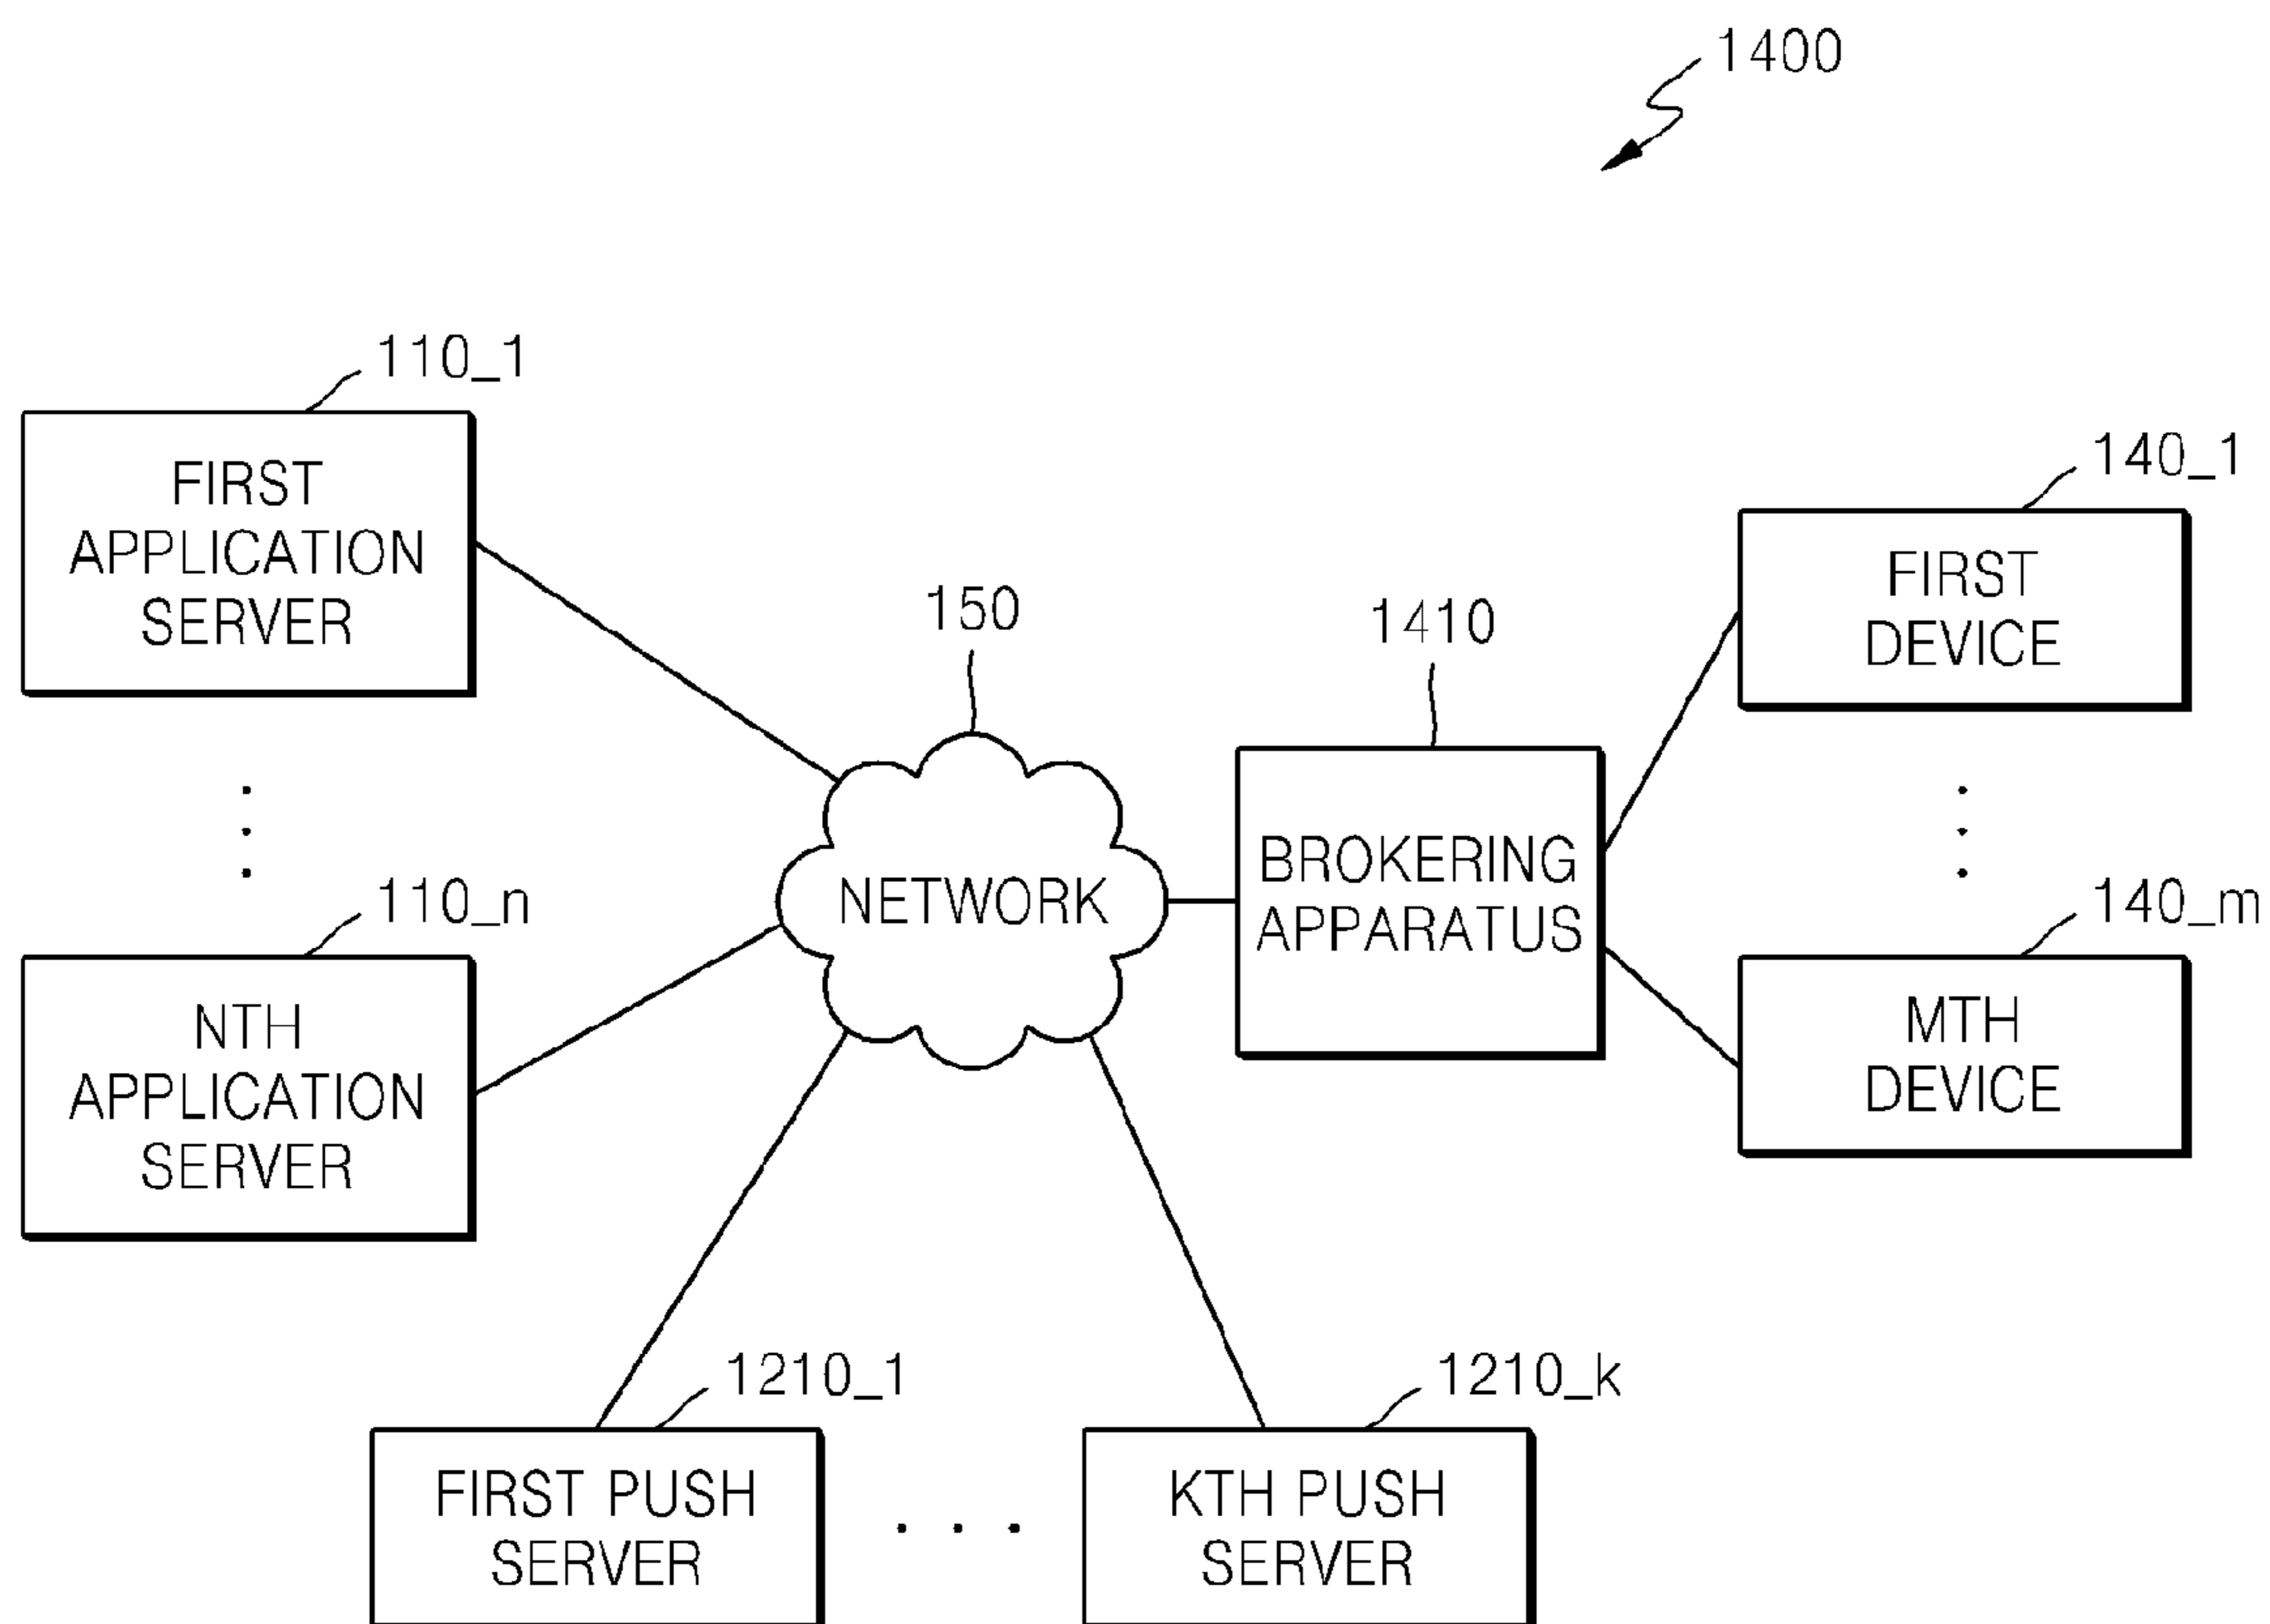 1400
110_1
FIRST
APPLICATION
SERVER
140_1
FIRST
DEVICE
150
NETWORK
1410
BROKERING
APPARATUS
110_n
NTH
APPLICATION
SERVER
140_m
MTH
DEVICE
1210_1
FIRST PUSH
SERVER
1210_k
KTH PUSH
SERVER